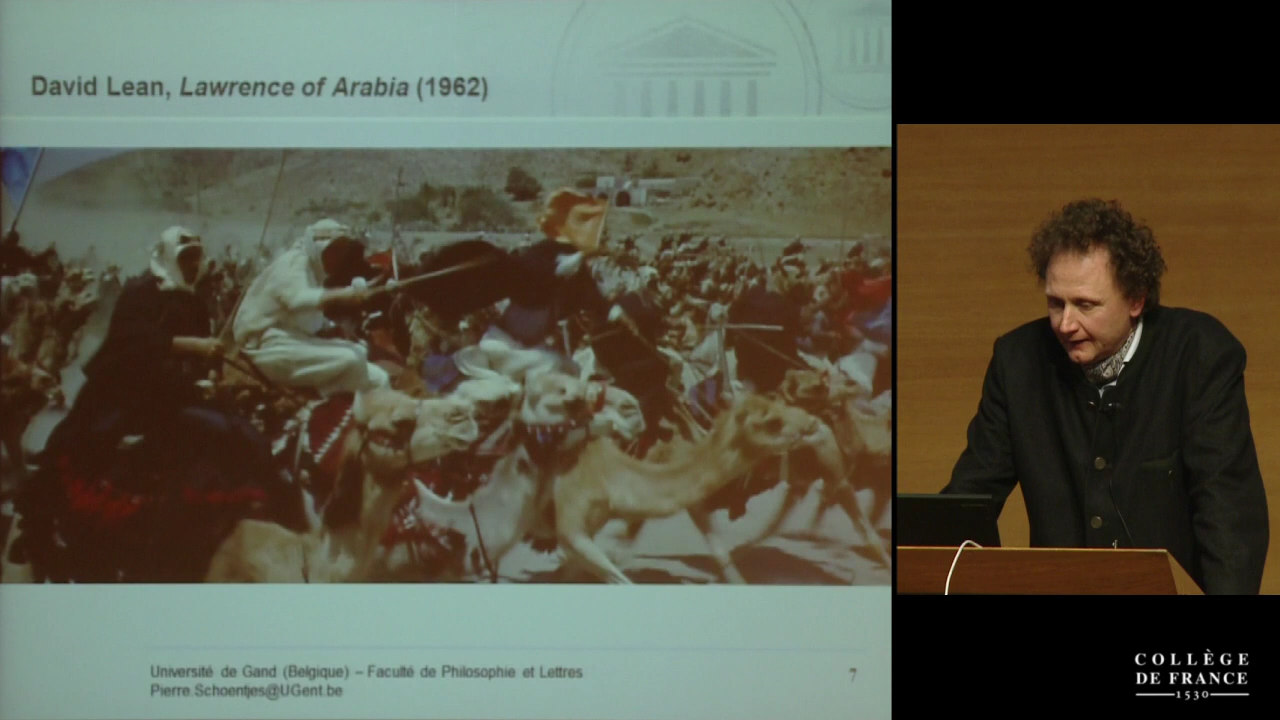 David Lean, Lawrence of Arabia (1962)
Université de Gand (Belgique) – Faculté de Philosophie et Lettres
Pierre.Schoentjes@UGent.be
7
COLLÈGE
DE FRANCE
1530